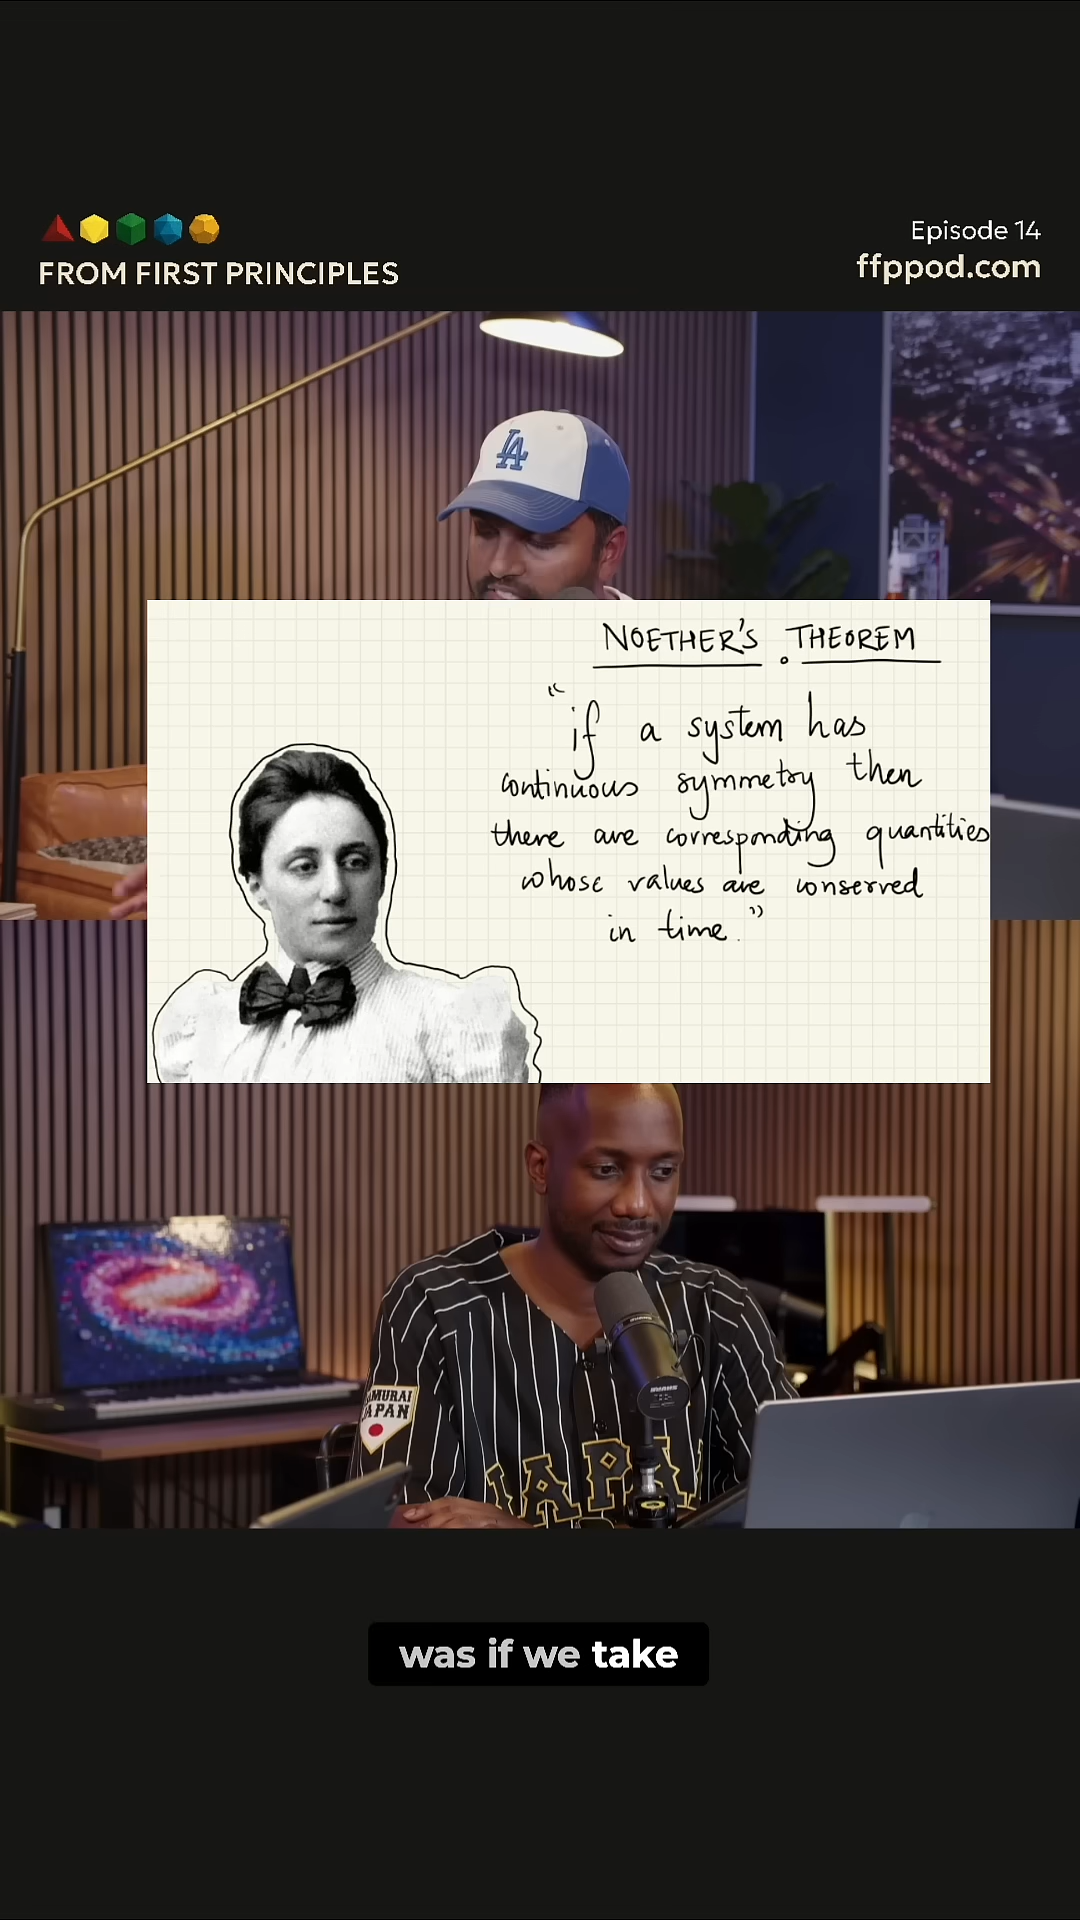 Episode 14
FROM FIRST PRINCIPLES
ffppod.com
LA
NOETHER'S THEOREM
"if a system has
continuous symmetry then
there are corresponding quantities
whose values are conserved
in time."
SAMURAI
JAPAN
JAPA
was if we take